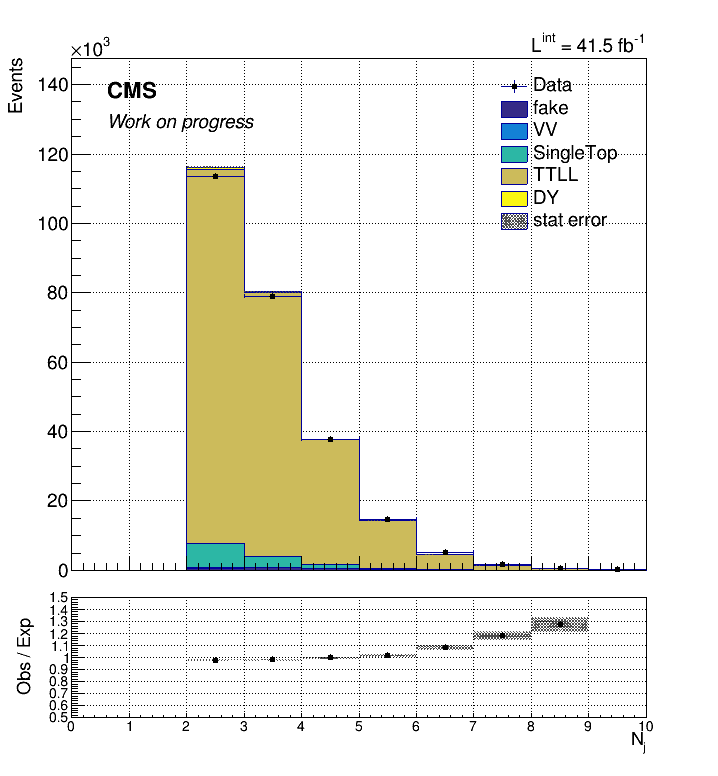 ×10³
L^int = 41.5 fb⁻¹
Events
CMS
Work on progress
Data
fake
VV
SingleTop
TTLL
DY
stat error
140
120
100
80
60
40
20
0
Obs / Exp
1.5
1.4
1.3
1.2
1.1
1
0.9
0.8
0.7
0.6
0.5
0 1 2 3 4 5 6 7 8 9 10
N_j